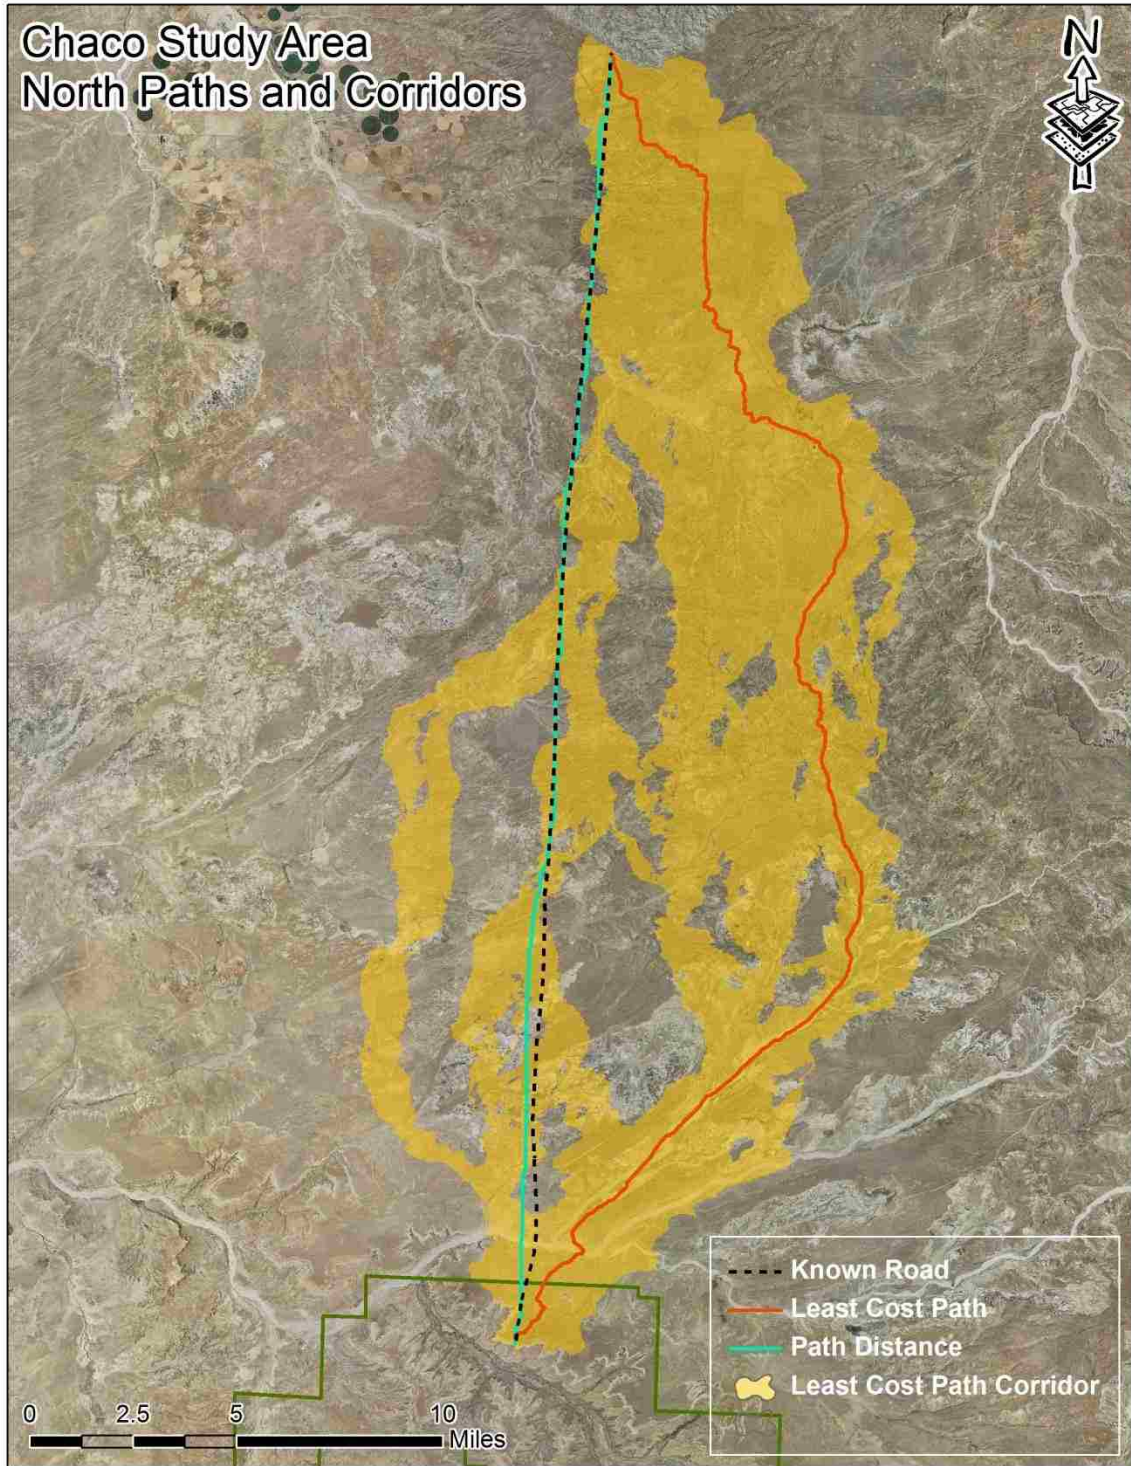 Chaco Study Area
North Paths and Corridors
N
Known Road
Least Cost Path
Path Distance
Least Cost Path Corridor
0 2.5 5 10
Miles